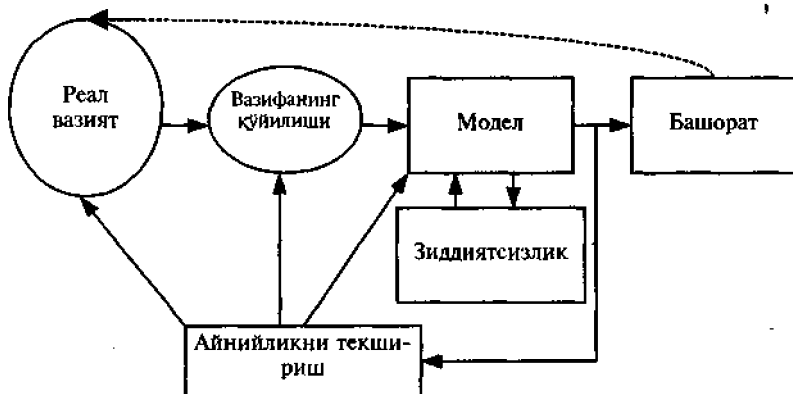 Реал
вазият
Вазифанинг
қўйилиши
Модел
Башорат
Зиддиятсизлик
Айнийликни текши-
риш